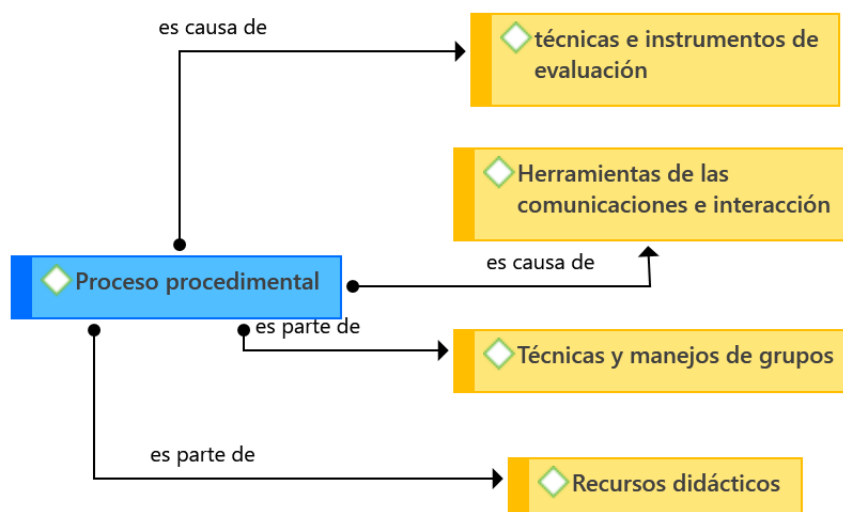 es causa de
técnicas e instrumentos de
evaluación
Herramientas de las
comunicaciones e interacción
es causa de
Proceso procedimental
es parte de
Técnicas y manejos de grupos
es parte de
Recursos didácticos